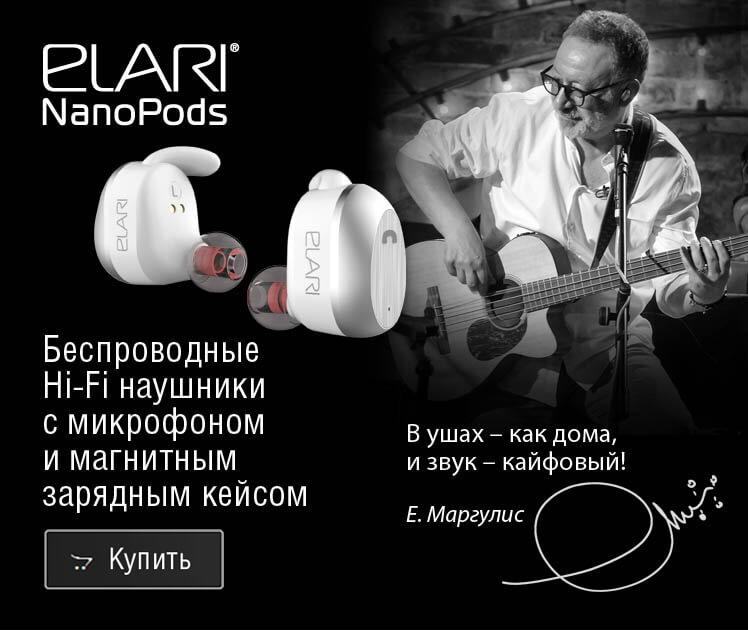 ELARI®
NanoPods
L
ELARI
ELARI
Беспроводные
Hi-Fi наушники
с микрофоном
и магнитным
зарядным кейсом
В ушах – как дома,
и звук – кайфовый!
Е. Маргулис
Купить